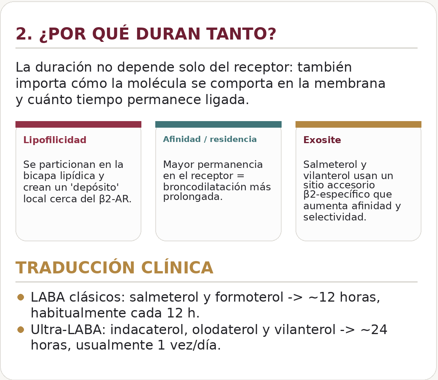 2. ¿POR QUÉ DURAN TANTO?
La duración no depende solo del receptor: también
importa cómo la molécula se comporta en la membrana
y cuánto tiempo permanece ligada.
Lipofilicidad
Se particionan en la
bicapa lipídica y
crean un 'depósito'
local cerca del β2-AR.
Afinidad / residencia
Mayor permanencia
en el receptor =
broncodilatación más
prolongada.
Exosite
Salmeterol y
vilanterol usan un
sitio accesorio
β2-específico que
aumenta afinidad y
selectividad.
TRADUCCIÓN CLÍNICA
• LABA clásicos: salmeterol y formoterol -> ~12 horas,
habitualmente cada 12 h.
• Ultra-LABA: indacaterol, olodaterol y vilanterol -> ~24
horas, usualmente 1 vez/día.